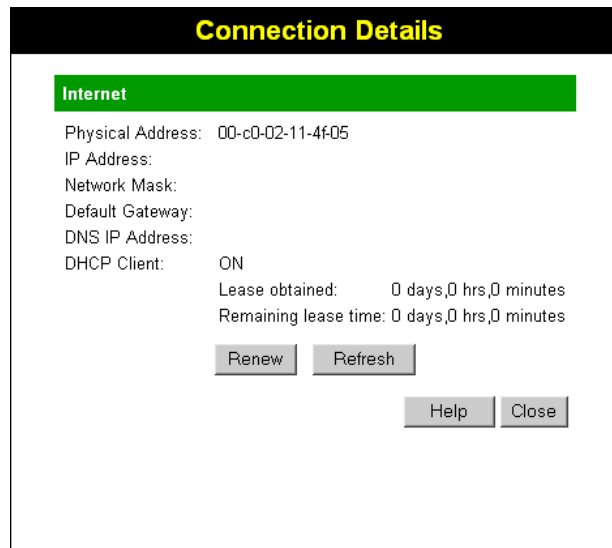 Connection Details
Internet
Physical Address: 00-c0-02-11-4f-05
IP Address:
Network Mask:
Default Gateway:
DNS IP Address:
DHCP Client: ON
Lease obtained: 0 days,0 hrs,0 minutes
Remaining lease time: 0 days,0 hrs,0 minutes
Renew Refresh
Help Close